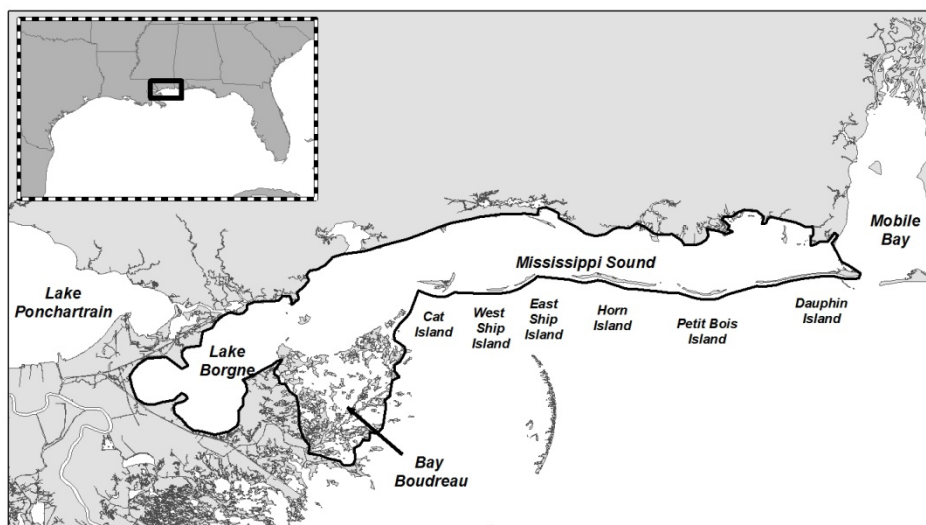 Mobile
Bay
Mississippi Sound
Lake
Ponchartrain
Cat
Island
West
Ship
Island
East
Ship
Island
Horn
Island
Petit Bois
Island
Dauphin
Island
Lake
Borgne
Bay
Boudreau